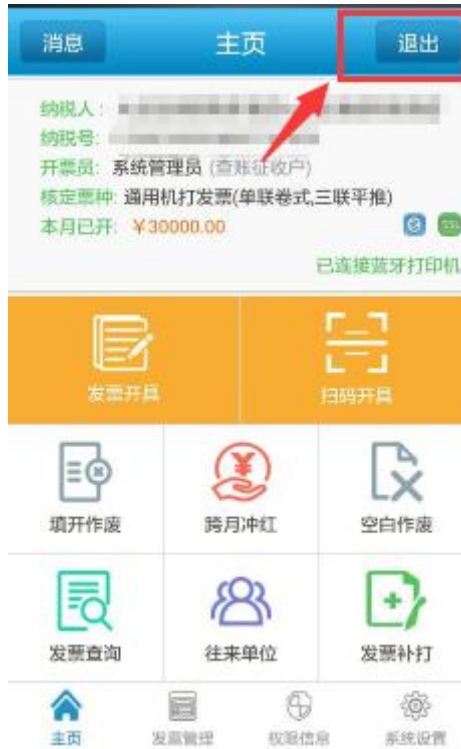 消息 主页 退出
纳税人：
纳税号:
开票员: 系统管理员 (查账征收户)
核定票种: 通用机打发票(单联卷式,三联平推)
本月已开: ￥30000.00 SSL
已连接蓝牙打印机
发票开具 扫码开具
填开作废 跨月冲红 空白作废
发票查询 往来单位 发票补打
主页 发票管理 权限信息 系统设置